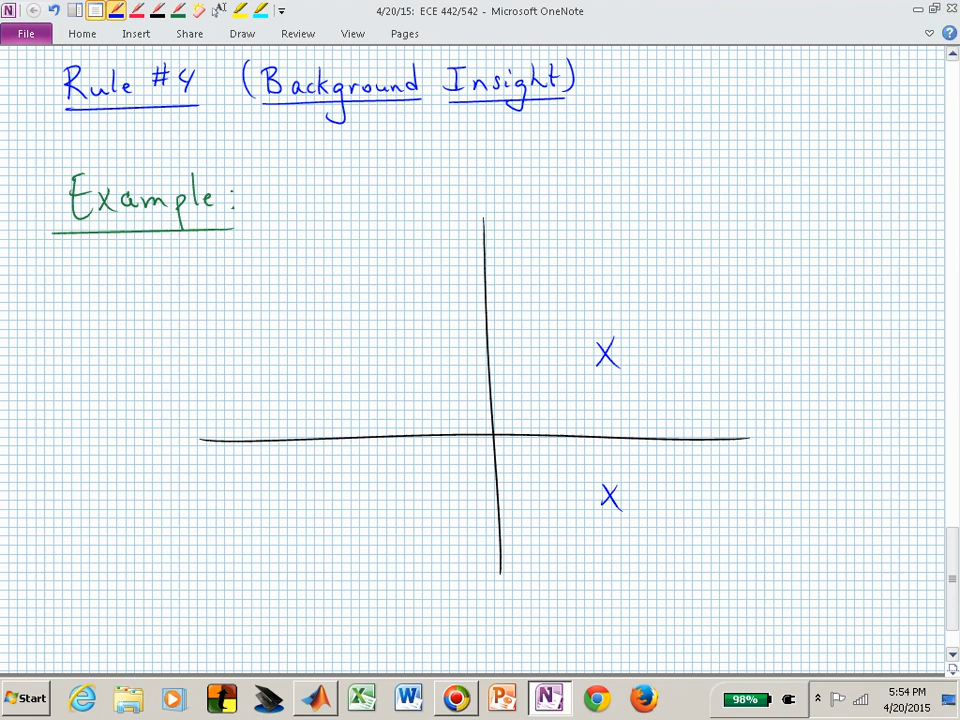 4/20/15: ECE 442/542 - Microsoft OneNote
File Home Insert Share Draw Review View Pages
Rule #4 (Background Insight)
Example:
X
X
Start
98%
5:54 PM
4/20/2015